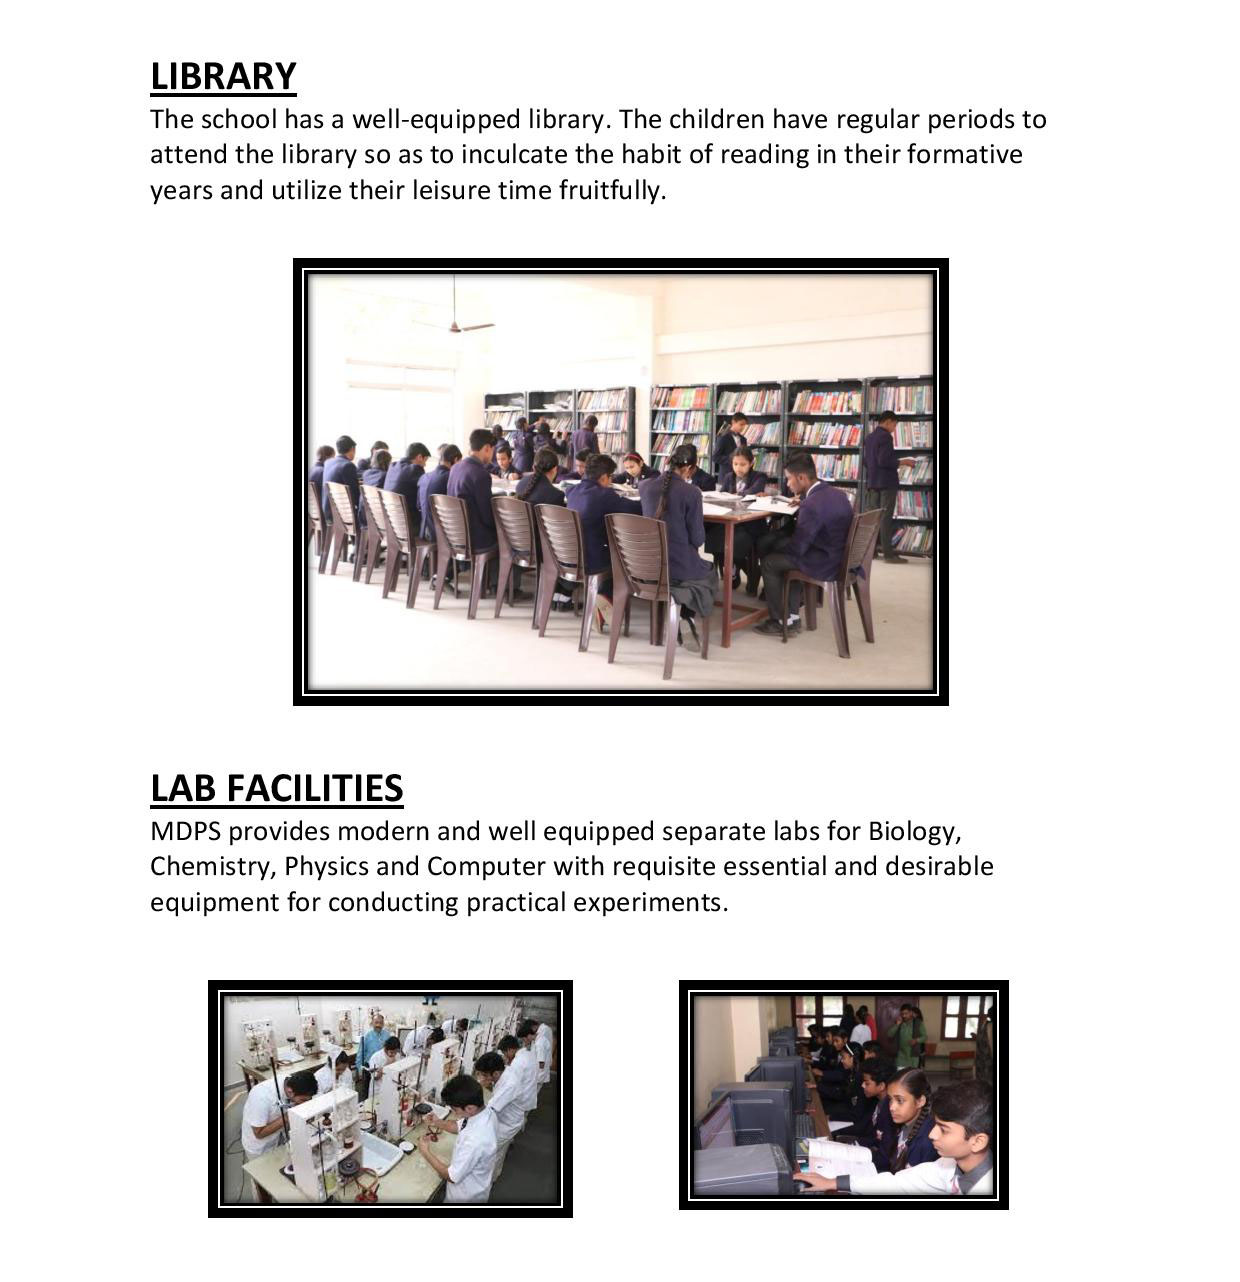 LIBRARY
The school has a well-equipped library. The children have regular periods to
attend the library so as to inculcate the habit of reading in their formative
years and utilize their leisure time fruitfully.
LAB FACILITIES
MDPS provides modern and well equipped separate labs for Biology,
Chemistry, Physics and Computer with requisite essential and desirable
equipment for conducting practical experiments.